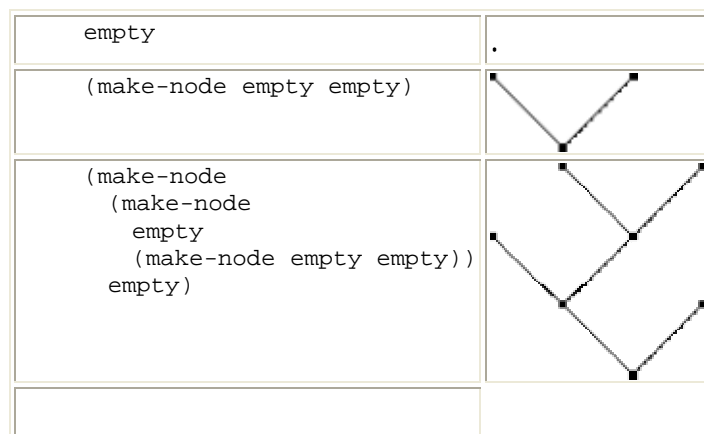 empty
(make-node empty empty)
(make-node
(make-node
empty
(make-node empty empty))
empty)